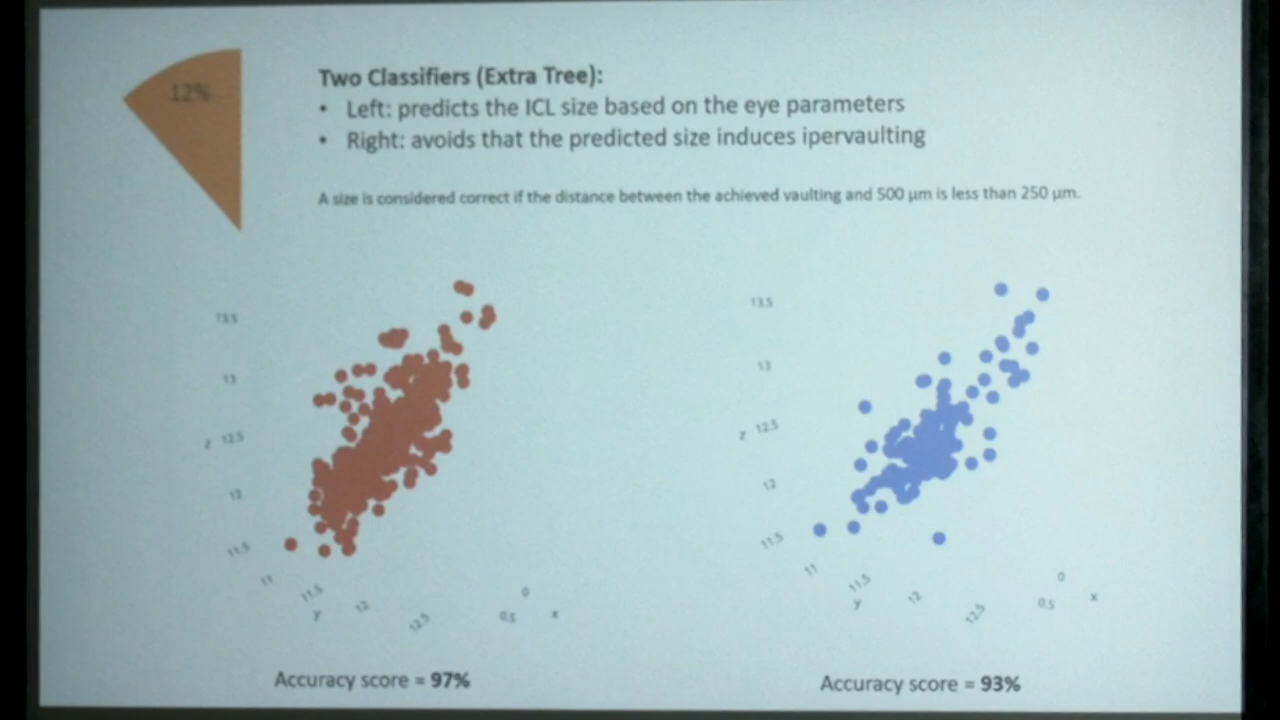 12%
Two Classifiers (Extra Tree):
• Left: predicts the ICL size based on the eye parameters
• Right: avoids that the predicted size induces ipervaulting
A size is considered correct if the distance between the achieved vaulting and 500 µm is less than 250 µm.
13.5
13
z 12.5
12
11.5
11
11.5
y
12
12.5
0.5
0
x
Accuracy score = 97%
13.5
13
z 12.5
12
11.5
11
11.5
y
12
12.5
0.5
0
x
Accuracy score = 93%